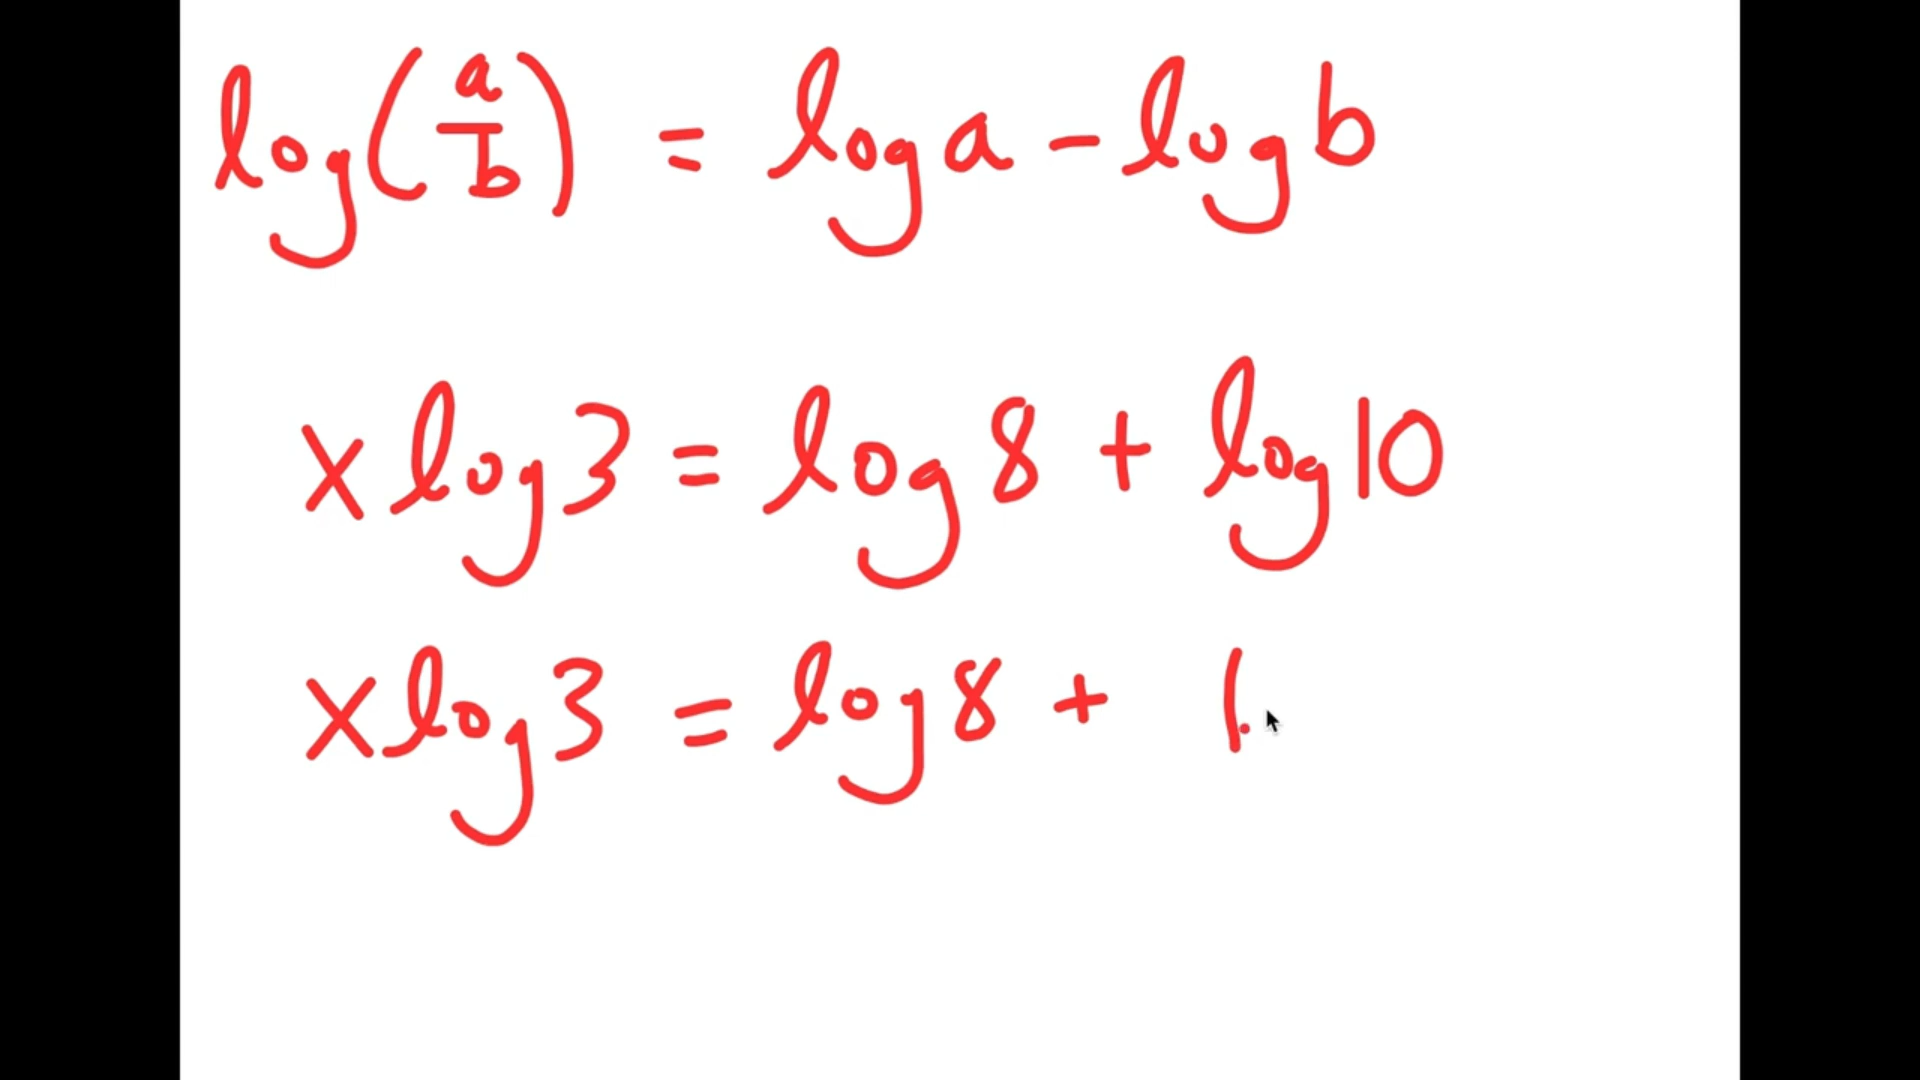 log(a/b) = log a - log b
x log 3 = log 8 + log 10
x log 3 = log 8 + 1.